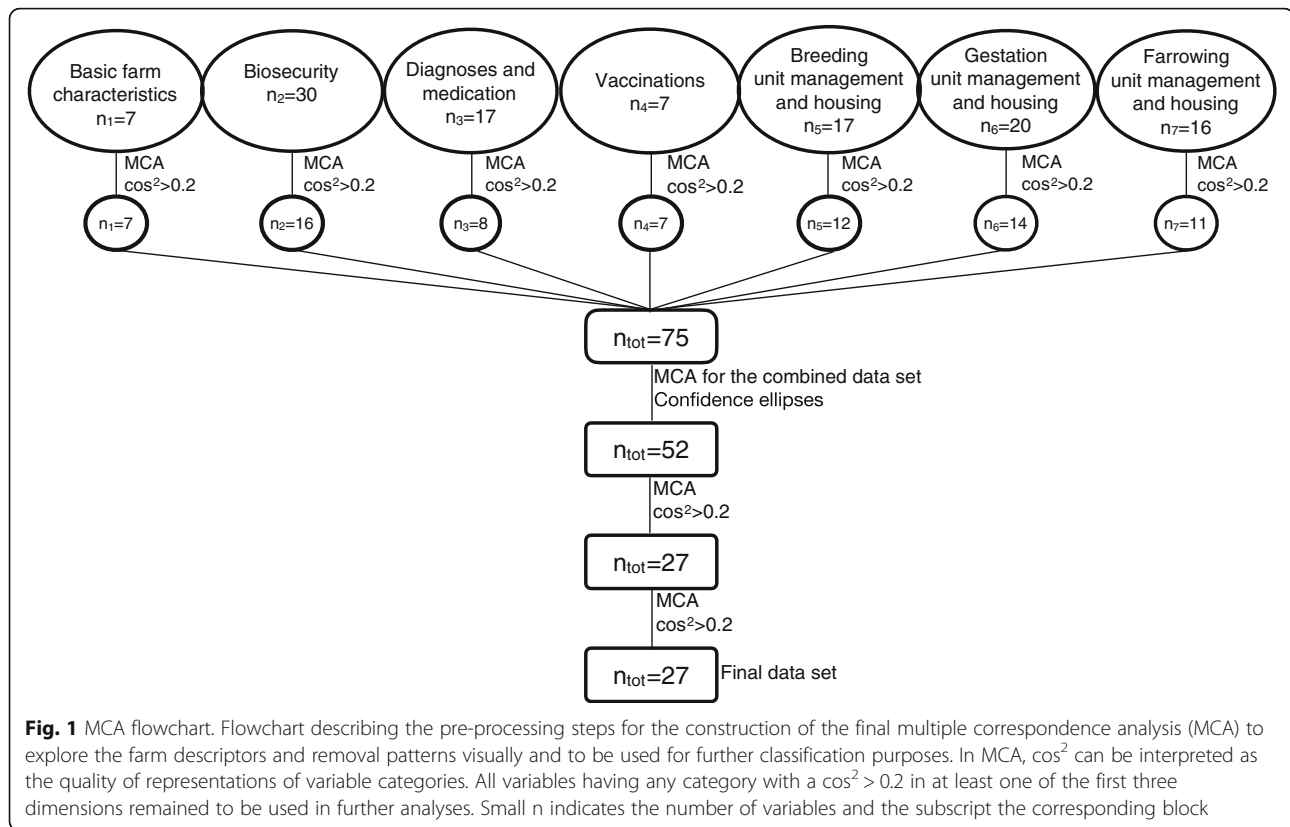 Basic farm
characteristics
n₁=7
Biosecurity
n₂=30
Diagnoses and
medication
n₃=17
Vaccinations
n₄=7
Breeding
unit management
and housing
n₅=17
Gestation
unit management
and housing
n₆=20
Farrowing
unit management
and housing
n₇=16
MCA
cos²>0.2
MCA
cos²>0.2
MCA
cos²>0.2
MCA
cos²>0.2
MCA
cos²>0.2
MCA
cos²>0.2
MCA
cos²>0.2
n₁=7
n₂=16
n₃=8
n₄=7
n₅=12
n₆=14
n₇=11
nₜₒₜ=75
MCA for the combined data set
Confidence ellipses
nₜₒₜ=52
MCA
cos²>0.2
nₜₒₜ=27
MCA
cos²>0.2
nₜₒₜ=27 Final data set
Fig. 1 MCA flowchart. Flowchart describing the pre-processing steps for the construction of the final multiple correspondence analysis (MCA) to
explore the farm descriptors and removal patterns visually and to be used for further classification purposes. In MCA, cos² can be interpreted as
the quality of representations of variable categories. All variables having any category with a cos² > 0.2 in at least one of the first three
dimensions remained to be used in further analyses. Small n indicates the number of variables and the subscript the corresponding block